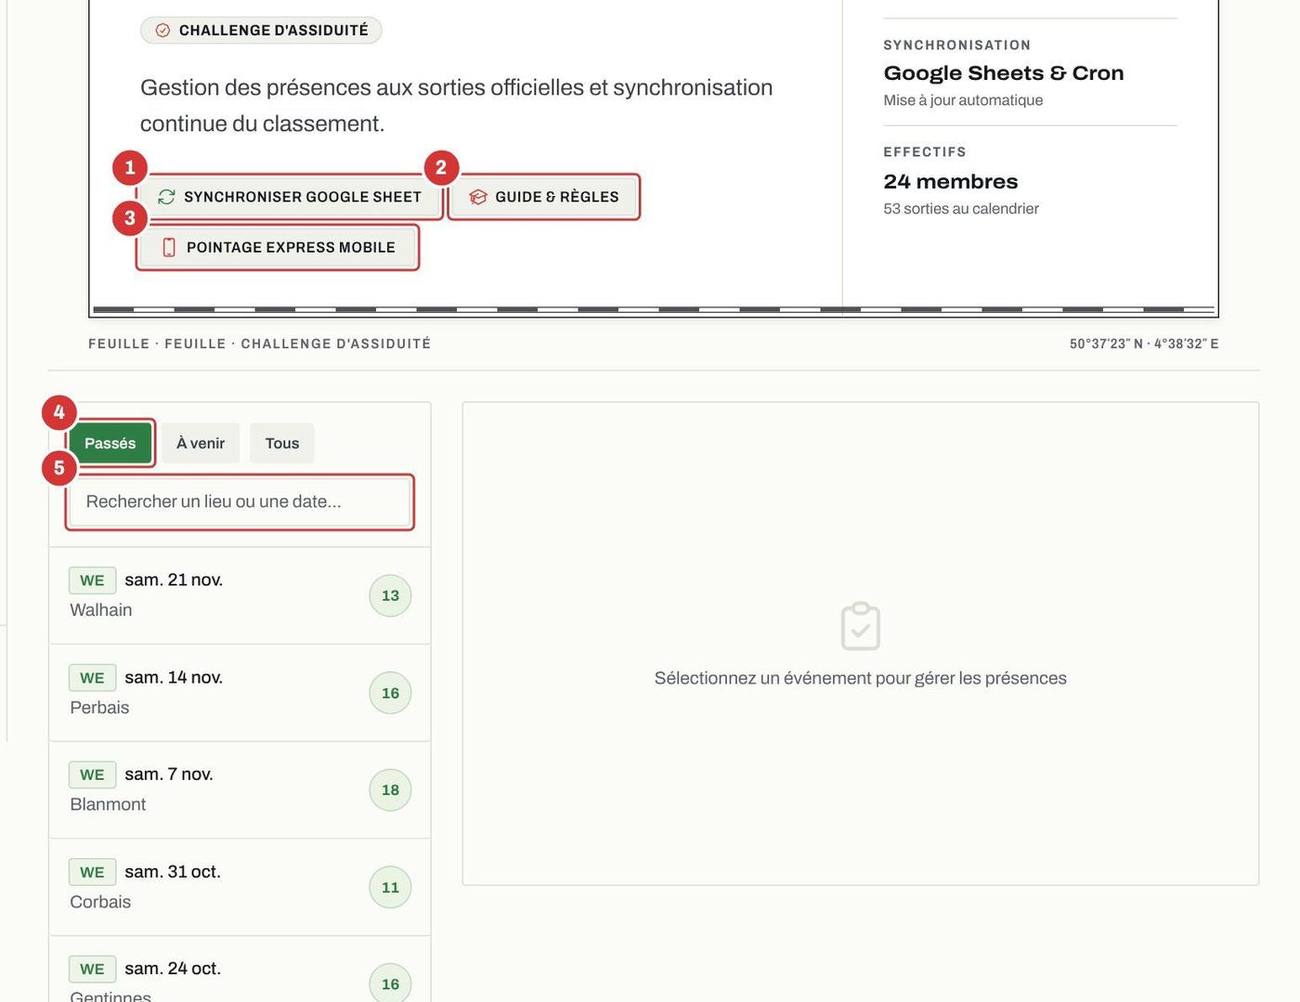 CHALLENGE D'ASSIDUITÉ
Gestion des présences aux sorties officielles et synchronisation
continue du classement.
1
SYNCHRONISER GOOGLE SHEET
2
GUIDE & RÈGLES
3
POINTAGE EXPRESS MOBILE
SYNCHRONISATION
Google Sheets & Cron
Mise à jour automatique
EFFECTIFS
24 membres
53 sorties au calendrier
FEUILLE · FEUILLE · CHALLENGE D'ASSIDUITÉ
50°37′23″ N · 4°38′32″ E
4
Passés
À venir
Tous
5
Rechercher un lieu ou une date...
WE sam. 21 nov.
Walhain
13
WE sam. 14 nov.
Perbais
16
WE sam. 7 nov.
Blanmont
18
WE sam. 31 oct.
Corbais
11
WE sam. 24 oct.
Gentinnes
16
Sélectionnez un événement pour gérer les présences